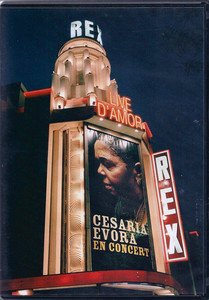 REX
LIVE
D'AMOR
CESARIA
EVORA
EN CONCERT
REX